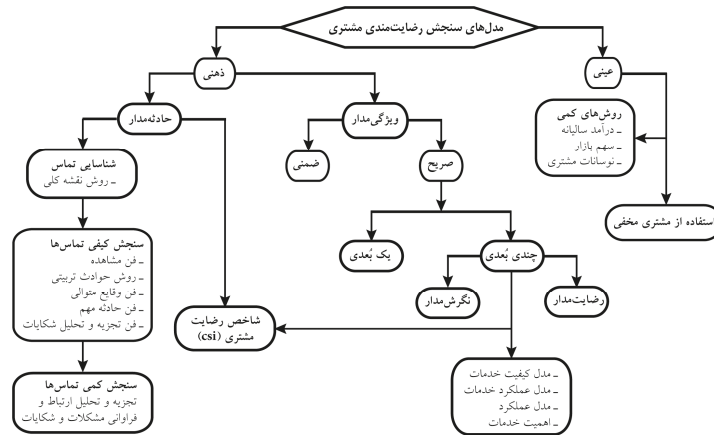 مدل‌های سنجش رضایت‌مندی مشتری
عینی
ذهنی
روش‌های کمی
ـ درآمد سالیانه
ـ سهم بازار
ـ نوسانات مشتری
استفاده از مشتری مخفی
ویژگی‌مدار
حادثه‌مدار
صریح
ضمنی
چندی بُعدی
یک بُعدی
رضایت‌مدار
نگرش‌مدار
ـ مدل کیفیت خدمات
ـ مدل عملکرد خدمات
ـ مدل عملکرد
ـ اهمیت خدمات
شاخص رضایت
مشتری (csi)
شناسایی تماس
ـ روش نقشه کلی
سنجش کیفی تماس‌ها
ـ فن مشاهده
ـ روش حوادث تربیتی
ـ فن وقایع متوالی
ـ فن حادثه مهم
ـ فن تجزیه و تحلیل شکایات
سنجش کمی تماس‌ها
تجزیه و تحلیل ارتباط و
فراوانی مشکلات و شکایات